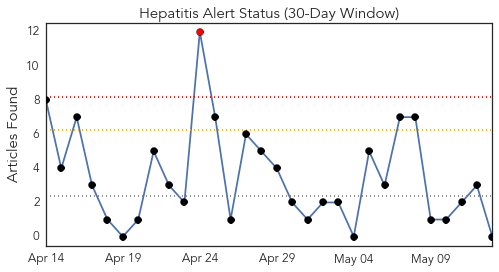 Hepatitis Alert Status (30-Day Window)
Articles Found
12
10
8
6
4
2
0
Apr 14 Apr 19 Apr 24 Apr 29 May 04 May 09